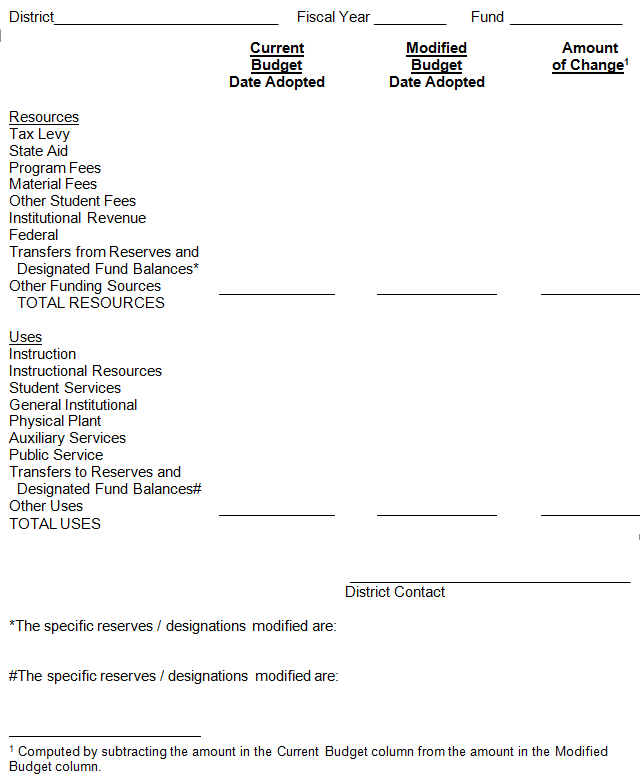 District____________________________ Fiscal Year _________ Fund ______________
Current Modified Amount
Budget Budget of Change¹
Date Adopted Date Adopted
Resources
Tax Levy
State Aid
Program Fees
Material Fees
Other Student Fees
Institutional Revenue
Federal
Transfers from Reserves and
Designated Fund Balances*
Other Funding Sources
TOTAL RESOURCES
Uses
Instruction
Instructional Resources
Student Services
General Institutional
Physical Plant
Auxiliary Services
Public Service
Transfers to Reserves and
Designated Fund Balances#
Other Uses
TOTAL USES
District Contact
*The specific reserves / designations modified are:
#The specific reserves / designations modified are:
¹ Computed by subtracting the amount in the Current Budget column from the amount in the Modified
Budget column.